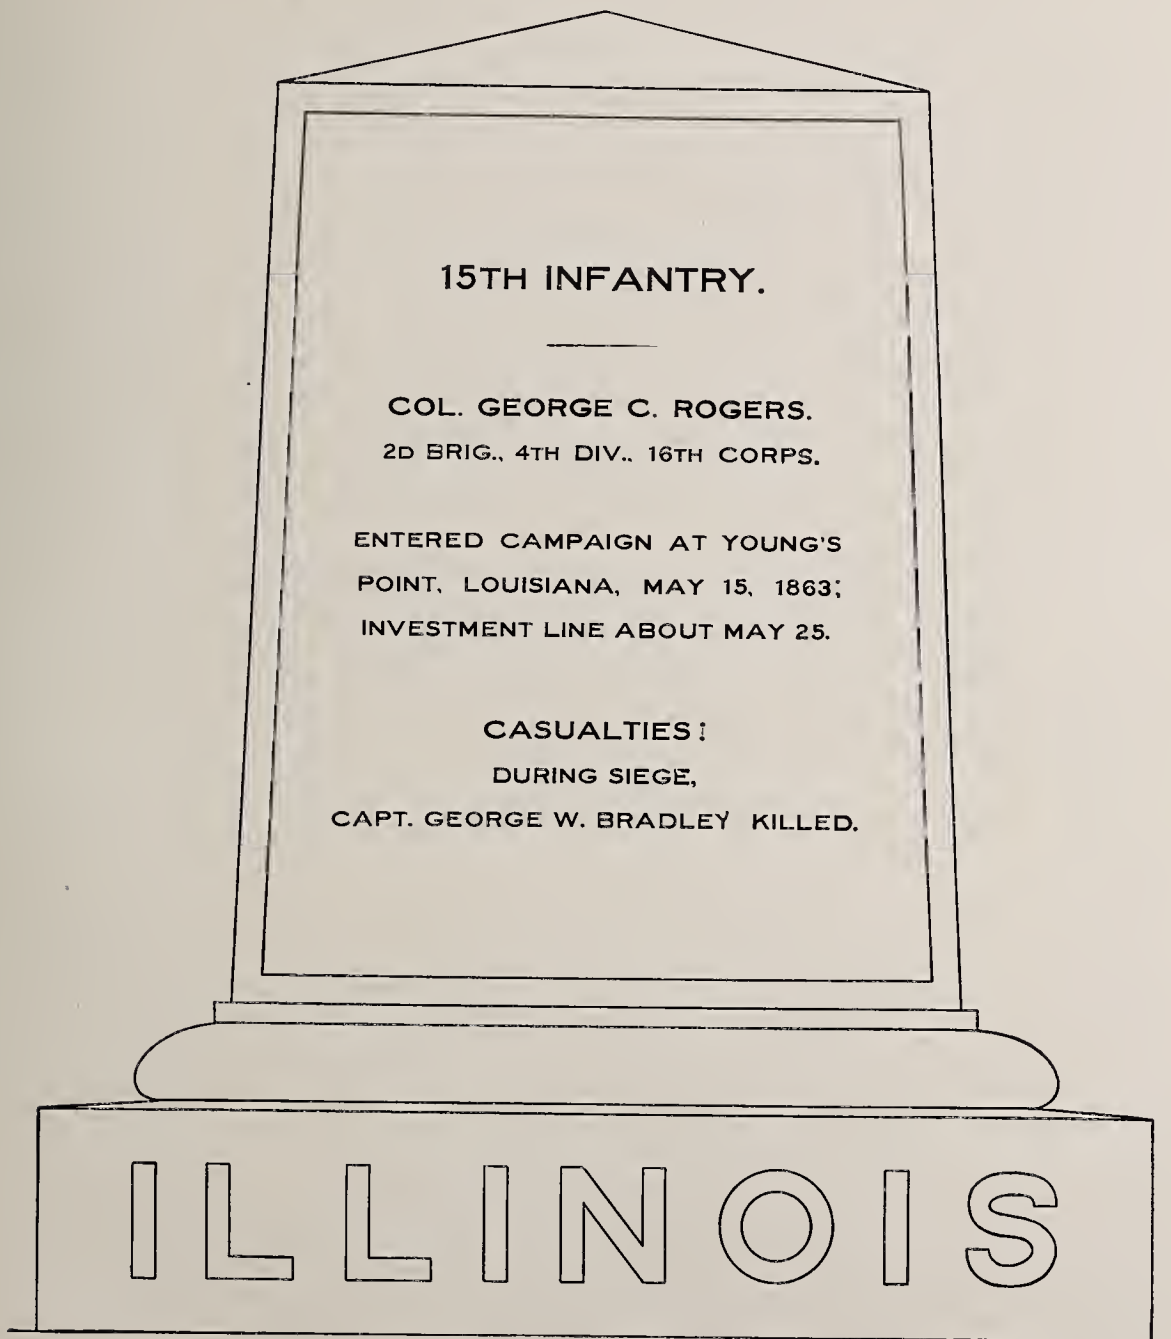 15TH INFANTRY.
COL. GEORGE C. ROGERS.
2D BRIG., 4TH DIV., 16TH CORPS.
ENTERED CAMPAIGN AT YOUNG'S
POINT, LOUISIANA, MAY 15, 1863;
INVESTMENT LINE ABOUT MAY 25.
CASUALTIES:
DURING SIEGE,
CAPT. GEORGE W. BRADLEY KILLED.
ILLINOIS